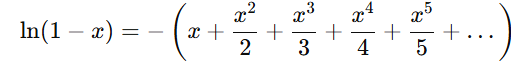 ln(1 − x) = − (x + x²/2 + x³/3 + x⁴/4 + x⁵/5 + …)